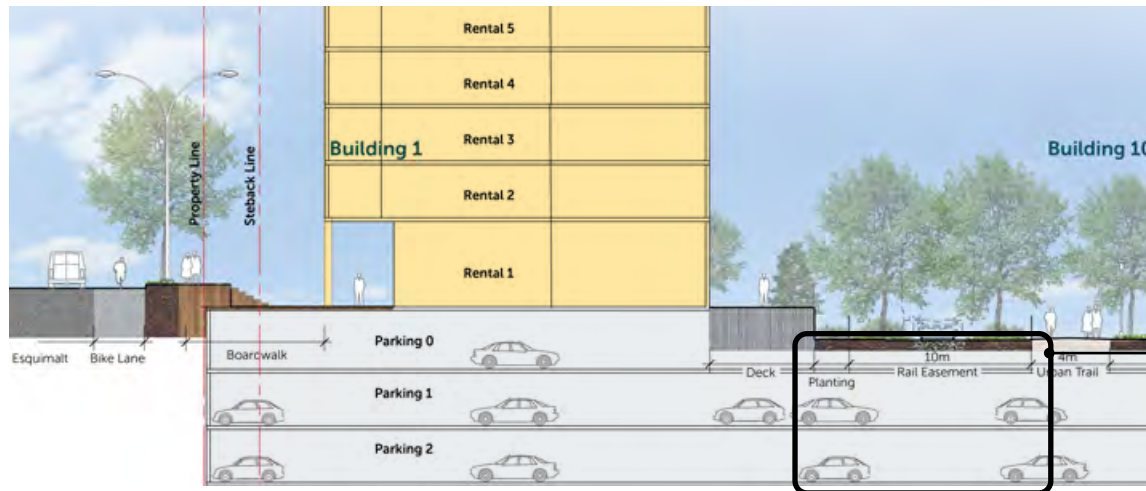 Rental 5
Rental 4
Rental 3
Building 1
Building 10
Property Line
Steback Line
Rental 2
Rental 1
Parking 0
Esquimalt
Bike Lane
Boardwalk
10m
4m
Deck
Planting
Rail Easement
Urban Trail
Parking 1
Parking 2